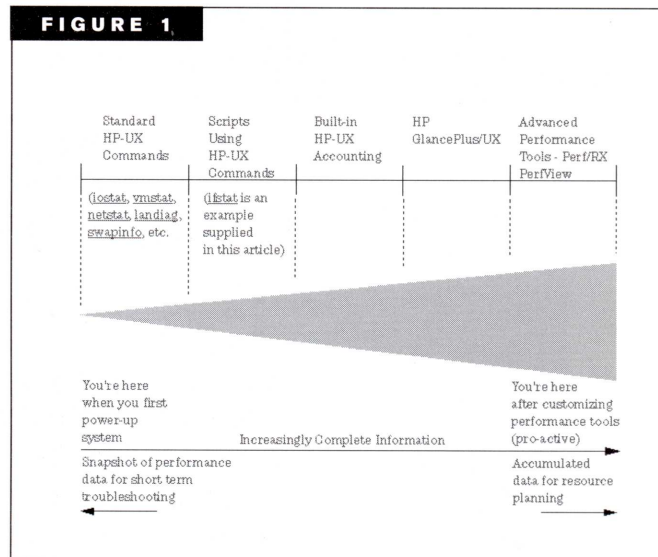 FIGURE 1
Standard
HP-UX
Commands
Scripts
Using
HP-UX
Commands
Built-in
HP-UX
Accounting
HP
GlancePlus/UX
Advanced
Performance
Tools - Perf/RX
PerfView
(iostat, vmstat,
netstat, landiag,
swapinfo, etc.
(ifstat is an
example
supplied
in this article)
You're here
when you first
power-up
system
You're here
after customizing
performance tools
(pro-active)
Increasingly Complete Information
Snapshot of performance
data for short term
troubleshooting
Accumulated
data for resource
planning